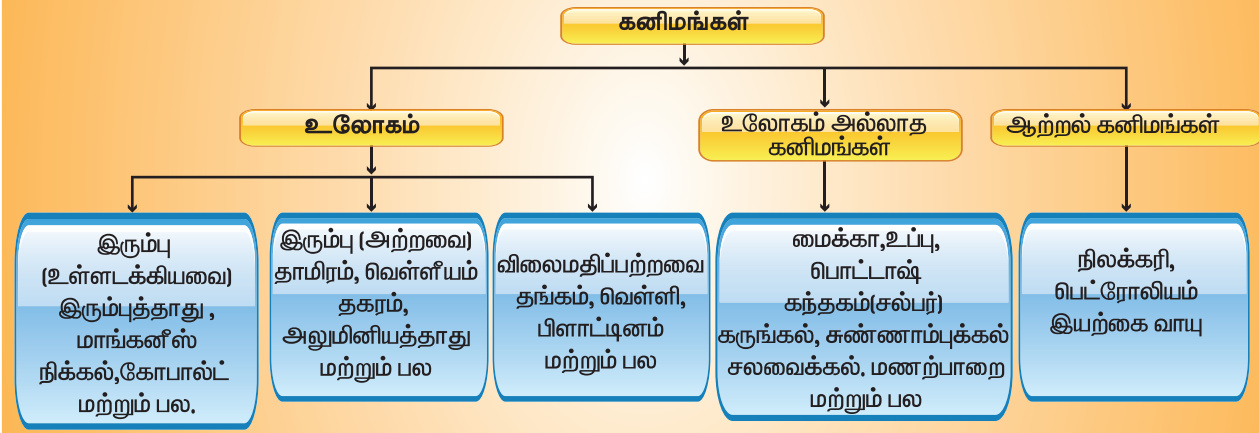 கனிமங்கள்
உலோகம்
உலோகம் அல்லாத
கனிமங்கள்
ஆற்றல் கனிமங்கள்
இரும்பு
(உள்ளடக்கியவை)
இரும்புத்தாது ,
மாங்கனீஸ்
நிக்கல்,கோபால்ட்
மற்றும் பல.
இரும்பு (அற்றவை)
தாமிரம், வெள்ளீயம்
தகரம்,
அலுமினியத்தாது
மற்றும் பல
விலைமதிப்பற்றவை
தங்கம், வெள்ளி,
பிளாட்டினம்
மற்றும் பல
மைக்கா,உப்பு,
பொட்டாஷ்
கந்தகம்(சல்பர்)
கருங்கல், சுண்ணாம்புக்கல்
சலவைக்கல். மணற்பாறை
மற்றும் பல
நிலக்கரி,
பெட்ரோலியம்
இயற்கை வாயு